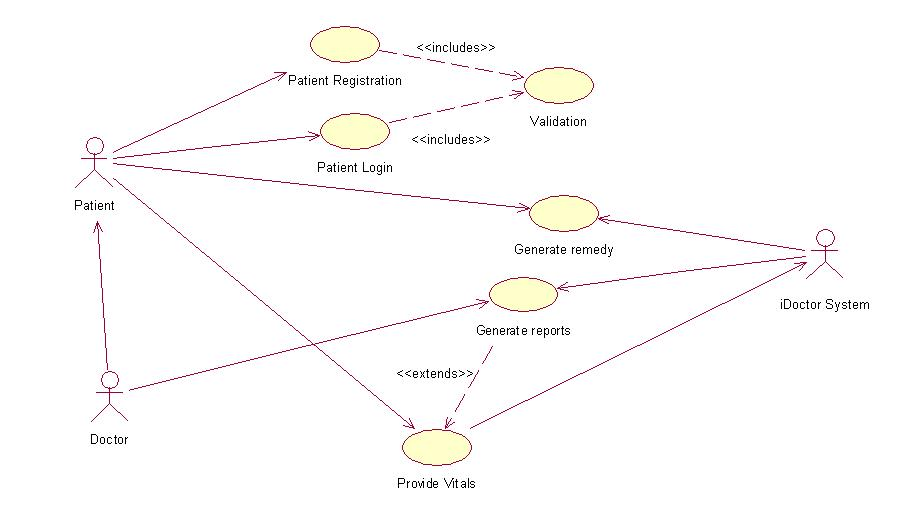 <<includes>>
Patient Registration
Validation
<<includes>>
Patient Login
Patient
Generate remedy
iDoctor System
Generate reports
<<extends>>
Doctor
Provide Vitals